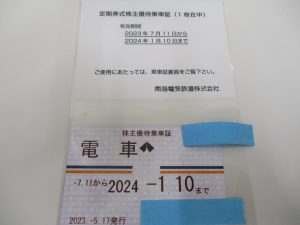 定期券式株主優待乗車証（1枚在中）
有効期間
2023年7月11日から
2024年1月10日まで
ご使用にあたっては、乗車証裏面をご覧下さい。
南海電気鉄道株式会社
株主優待乗車証
電車
-7.11から2024-110まで
2023.-5.17発行